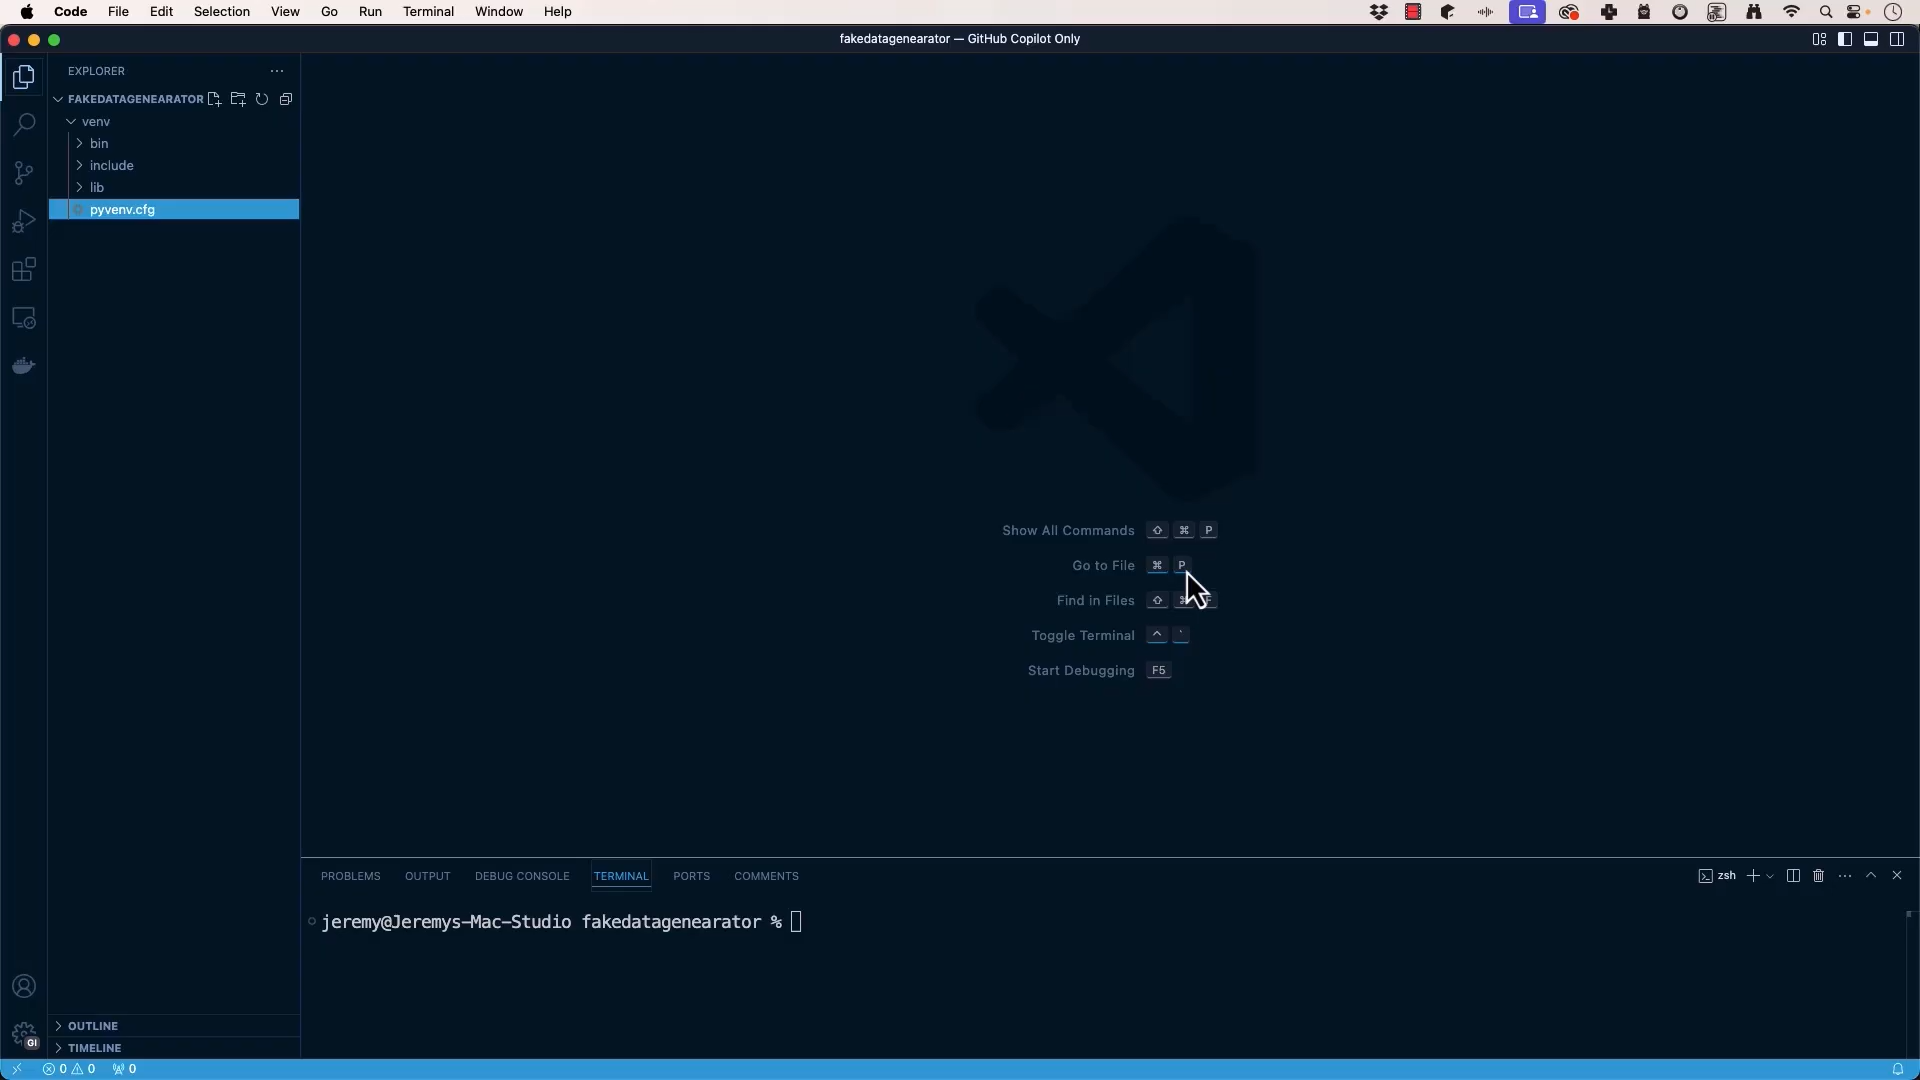 Code File Edit Selection View Go Run Terminal Window Help
fakedatagenearator — GitHub Copilot Only
EXPLORER
FAKEDATAGENEARATOR
venv
bin
include
lib
pyvenv.cfg
Show All Commands ⇧ ⌘ P
Go to File ⌘ P
Find in Files ⇧ ⌘ F
Toggle Terminal ^ `
Start Debugging F5
PROBLEMS OUTPUT DEBUG CONSOLE TERMINAL PORTS COMMENTS
zsh
jeremy@Jeremys-Mac-Studio fakedatagenearator %
GI
OUTLINE
TIMELINE
0 0 0